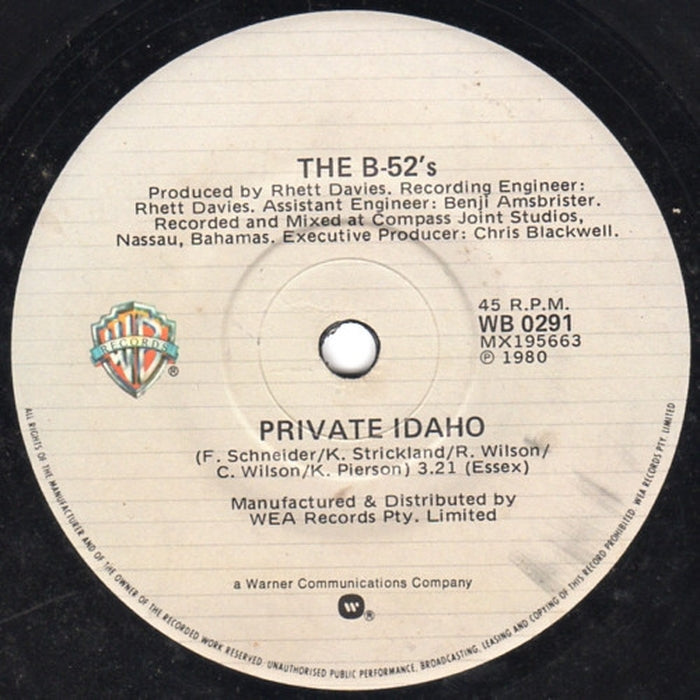 THE B-52's
Produced by Rhett Davies. Recording Engineer:
Rhett Davies. Assistant Engineer: Benji Amsbrister.
Recorded and Mixed at Compass Joint Studios,
Nassau, Bahamas. Executive Producer: Chris Blackwell.
WB
RECORDS
®
45 R.P.M.
WB 0291
MX195663
℗ 1980
PRIVATE IDAHO
(F. Schneider/K. Strickland/R. Wilson/
C. Wilson/K. Pierson) 3.21 (Essex)
Manufactured & Distributed by
WEA Records Pty. Limited
a Warner Communications Company
W ®
ALL RIGHTS OF THE MANUFACTURER AND OF THE OWNER OF THE RECORDED WORK RESERVED. UNAUTHORISED PUBLIC PERFORMANCE, BROADCASTING, LEASING AND COPYING OF THIS RECORD PROHIBITED. WEA RECORDS PTY. LIMITED